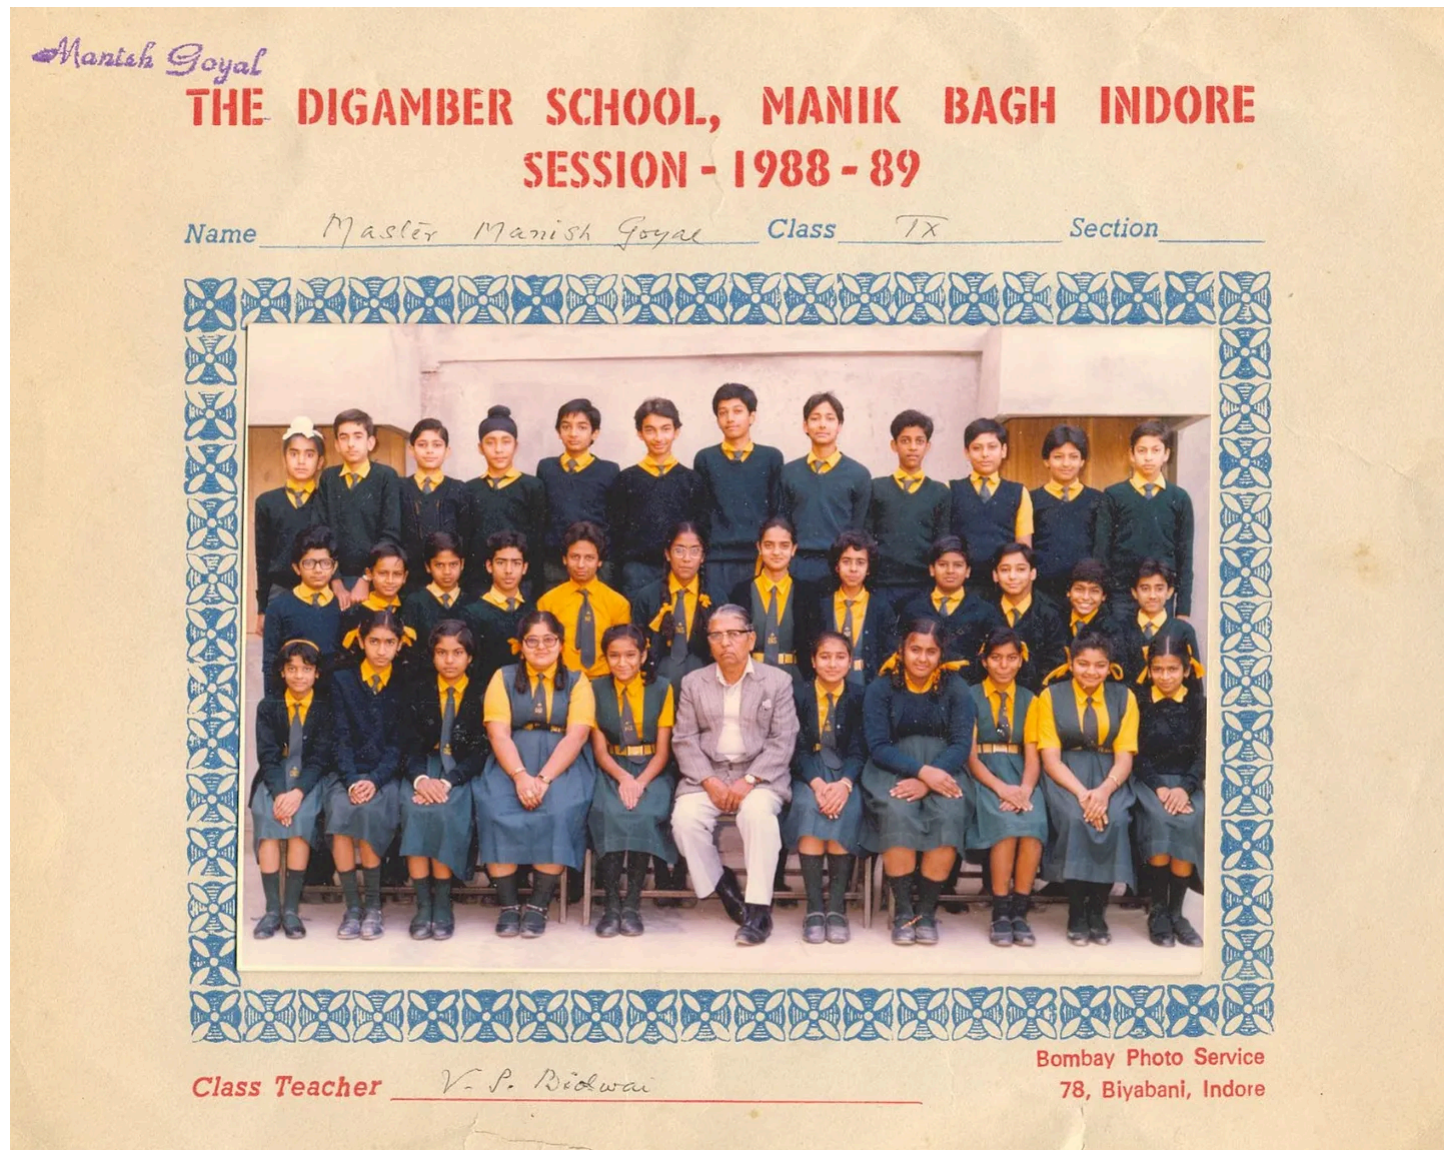 Manish Goyal
THE DIGAMBER SCHOOL, MANIK BAGH INDORE
SESSION - 1988 - 89
Name Master Manish Goyal Class IX Section
Class Teacher V. S. Bidwai
Bombay Photo Service
78, Biyabani, Indore